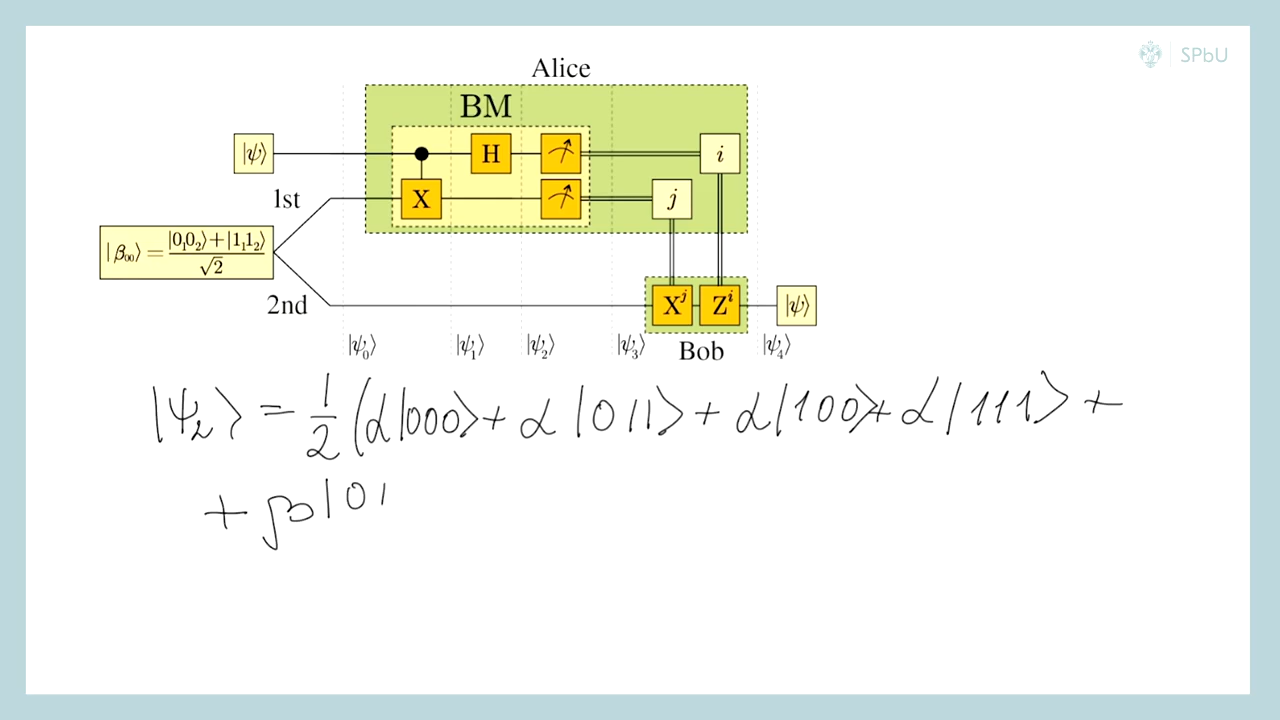 SPbU
Alice
BM
|ψ⟩ H i
1st X j
|β₀₀⟩ = |0₁0₂⟩+|1₁1₂⟩ / √2
2nd Xʲ Zⁱ |ψ⟩
|ψ₀⟩ |ψ₁⟩ |ψ₂⟩ |ψ₃⟩ Bob |ψ₄⟩
|ψ₂⟩ = 1/2 (α|000⟩ + α|011⟩ + α|100⟩ + α|111⟩ +
+ β|01